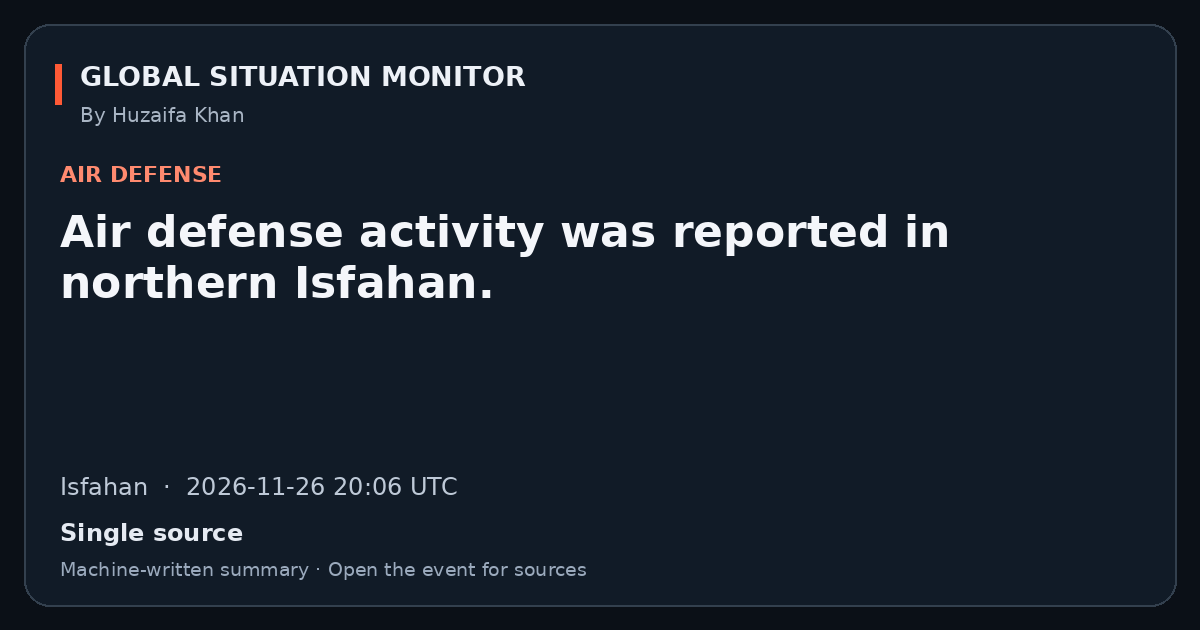 GLOBAL SITUATION MONITOR
By Huzaifa Khan
AIR DEFENSE
Air defense activity was reported in
northern Isfahan.
Isfahan · 2026-11-26 20:06 UTC
Single source
Machine-written summary · Open the event for sources